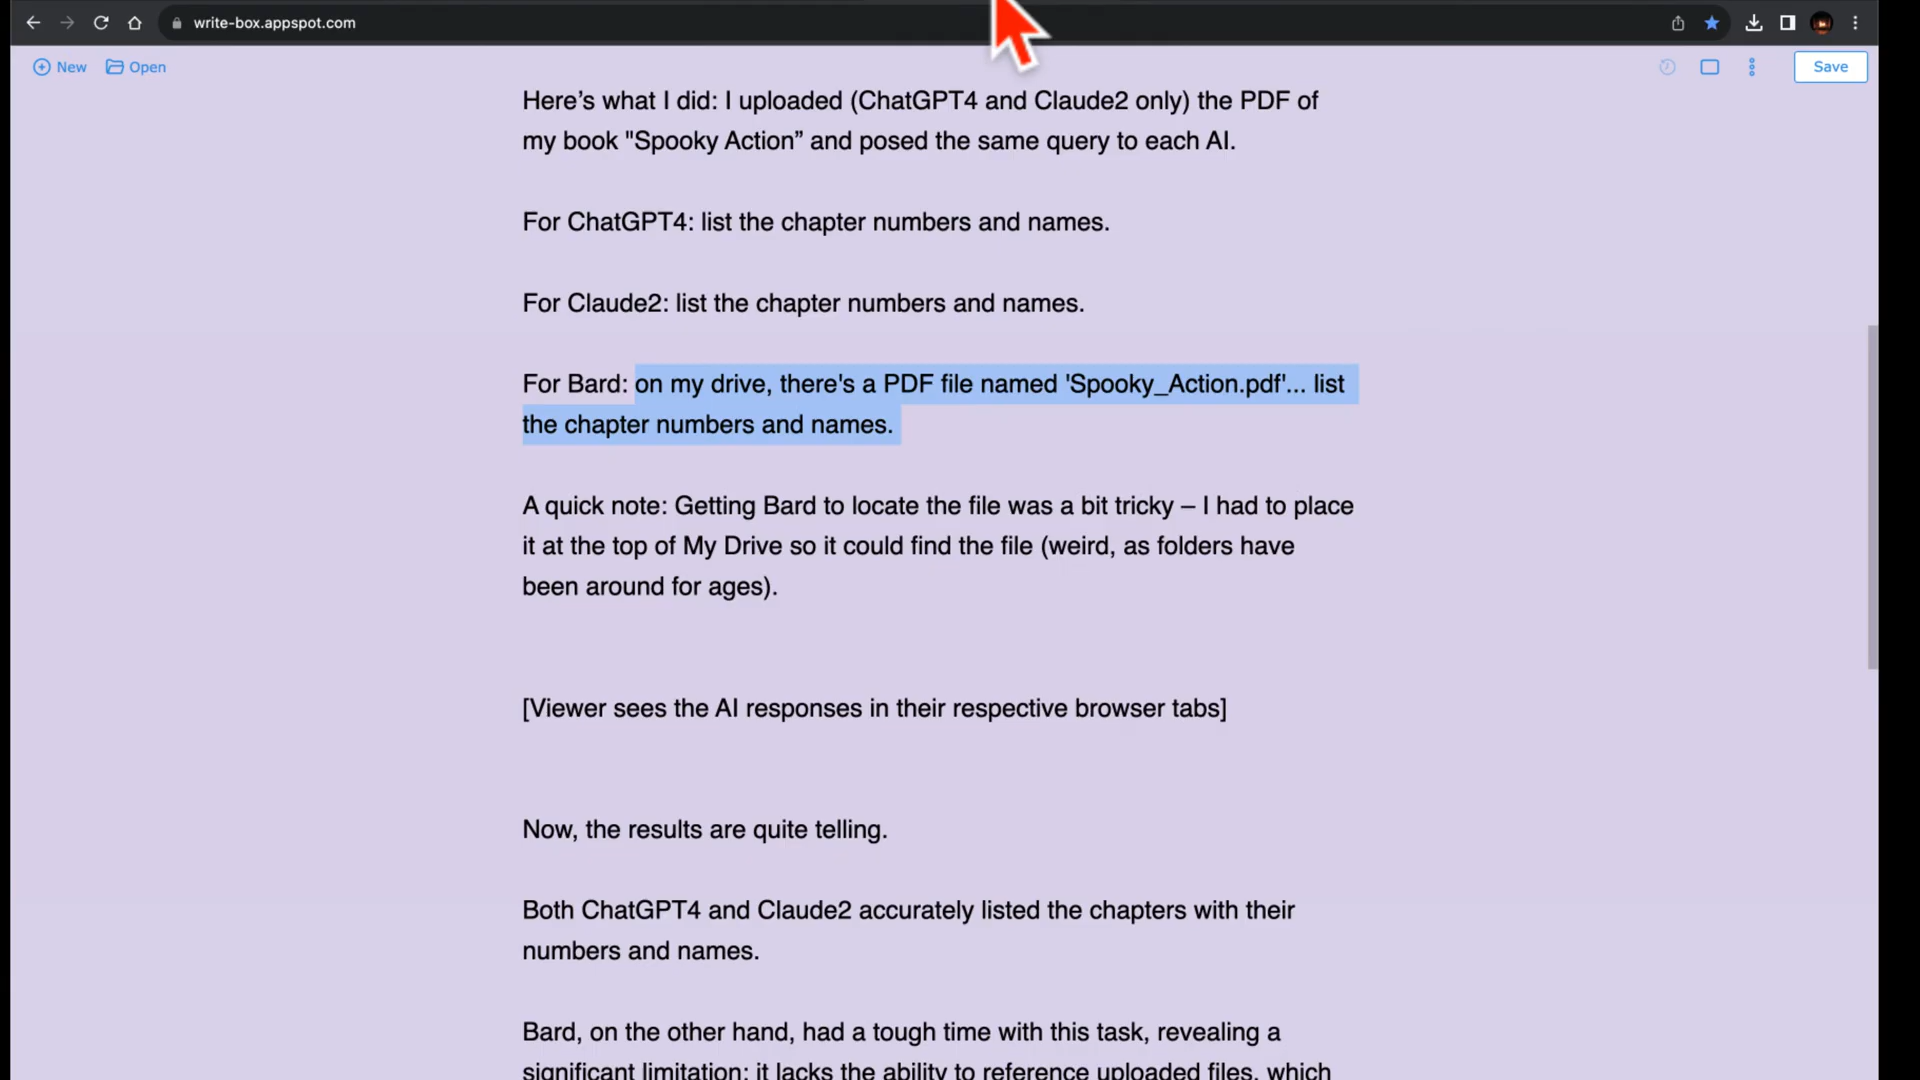 write-box.appspot.com
New
Open
Save
Here’s what I did: I uploaded (ChatGPT4 and Claude2 only) the PDF of
my book "Spooky Action” and posed the same query to each AI.
For ChatGPT4: list the chapter numbers and names.
For Claude2: list the chapter numbers and names.
For Bard: on my drive, there's a PDF file named 'Spooky_Action.pdf'... list
the chapter numbers and names.
A quick note: Getting Bard to locate the file was a bit tricky – I had to place
it at the top of My Drive so it could find the file (weird, as folders have
been around for ages).
[Viewer sees the AI responses in their respective browser tabs]
Now, the results are quite telling.
Both ChatGPT4 and Claude2 accurately listed the chapters with their
numbers and names.
Bard, on the other hand, had a tough time with this task, revealing a
significant limitation: it lacks the ability to reference uploaded files, which